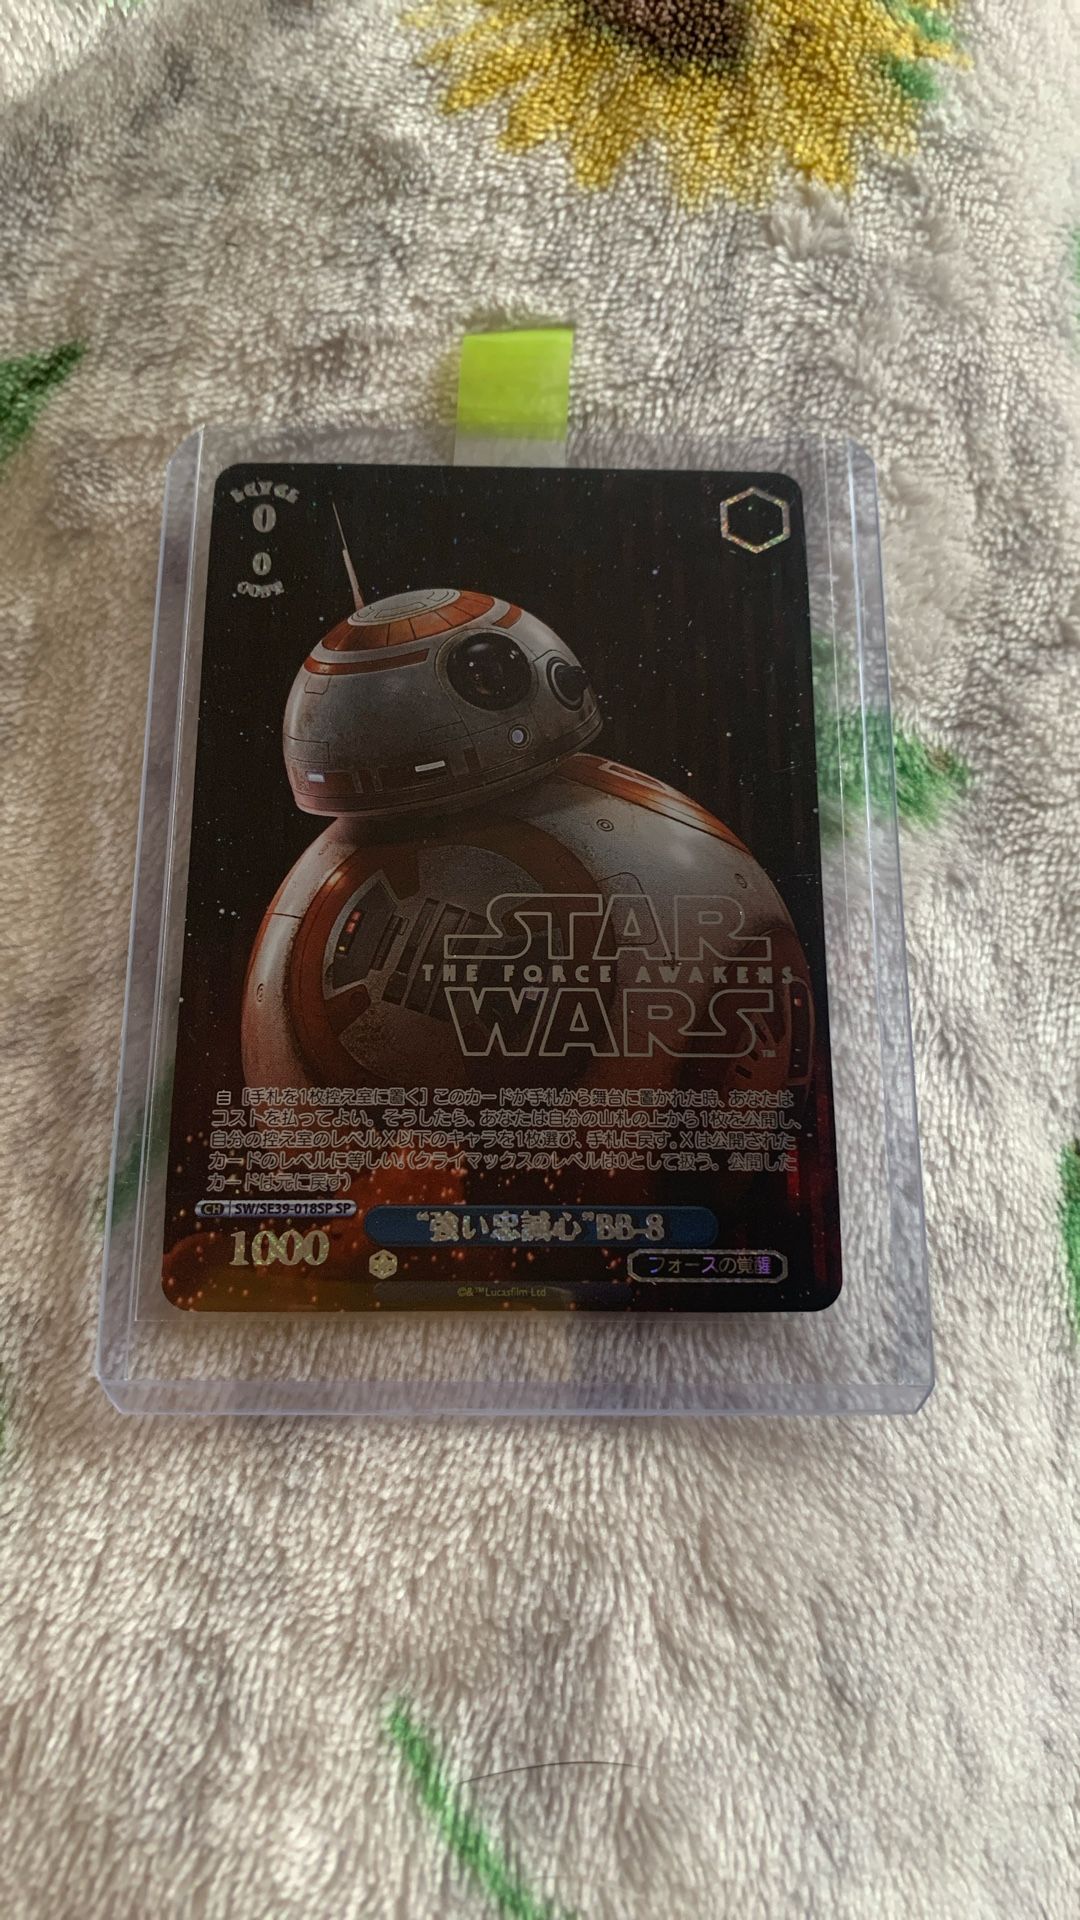 LEVEL
0
0
COST
STAR
THE FORCE AWAKENS
WARS
TM
自 [手札を1枚控え室に置く] このカードが手札から舞台に置かれた時、あなたは
コストを払ってよい。そうしたら、あなたは自分の山札の上から1枚を公開し、
自分の控え室のレベルX以下のキャラを1枚選び、手札に戻す。Xは公開された
カードのレベルに等しい。(クライマックスのレベルは0として扱う。公開した
カードは元に戻す)
CH SW/SE39-018SP SP
“強い忠誠心”BB-8
1000
フォースの覚醒
©&™Lucasfilm Ltd